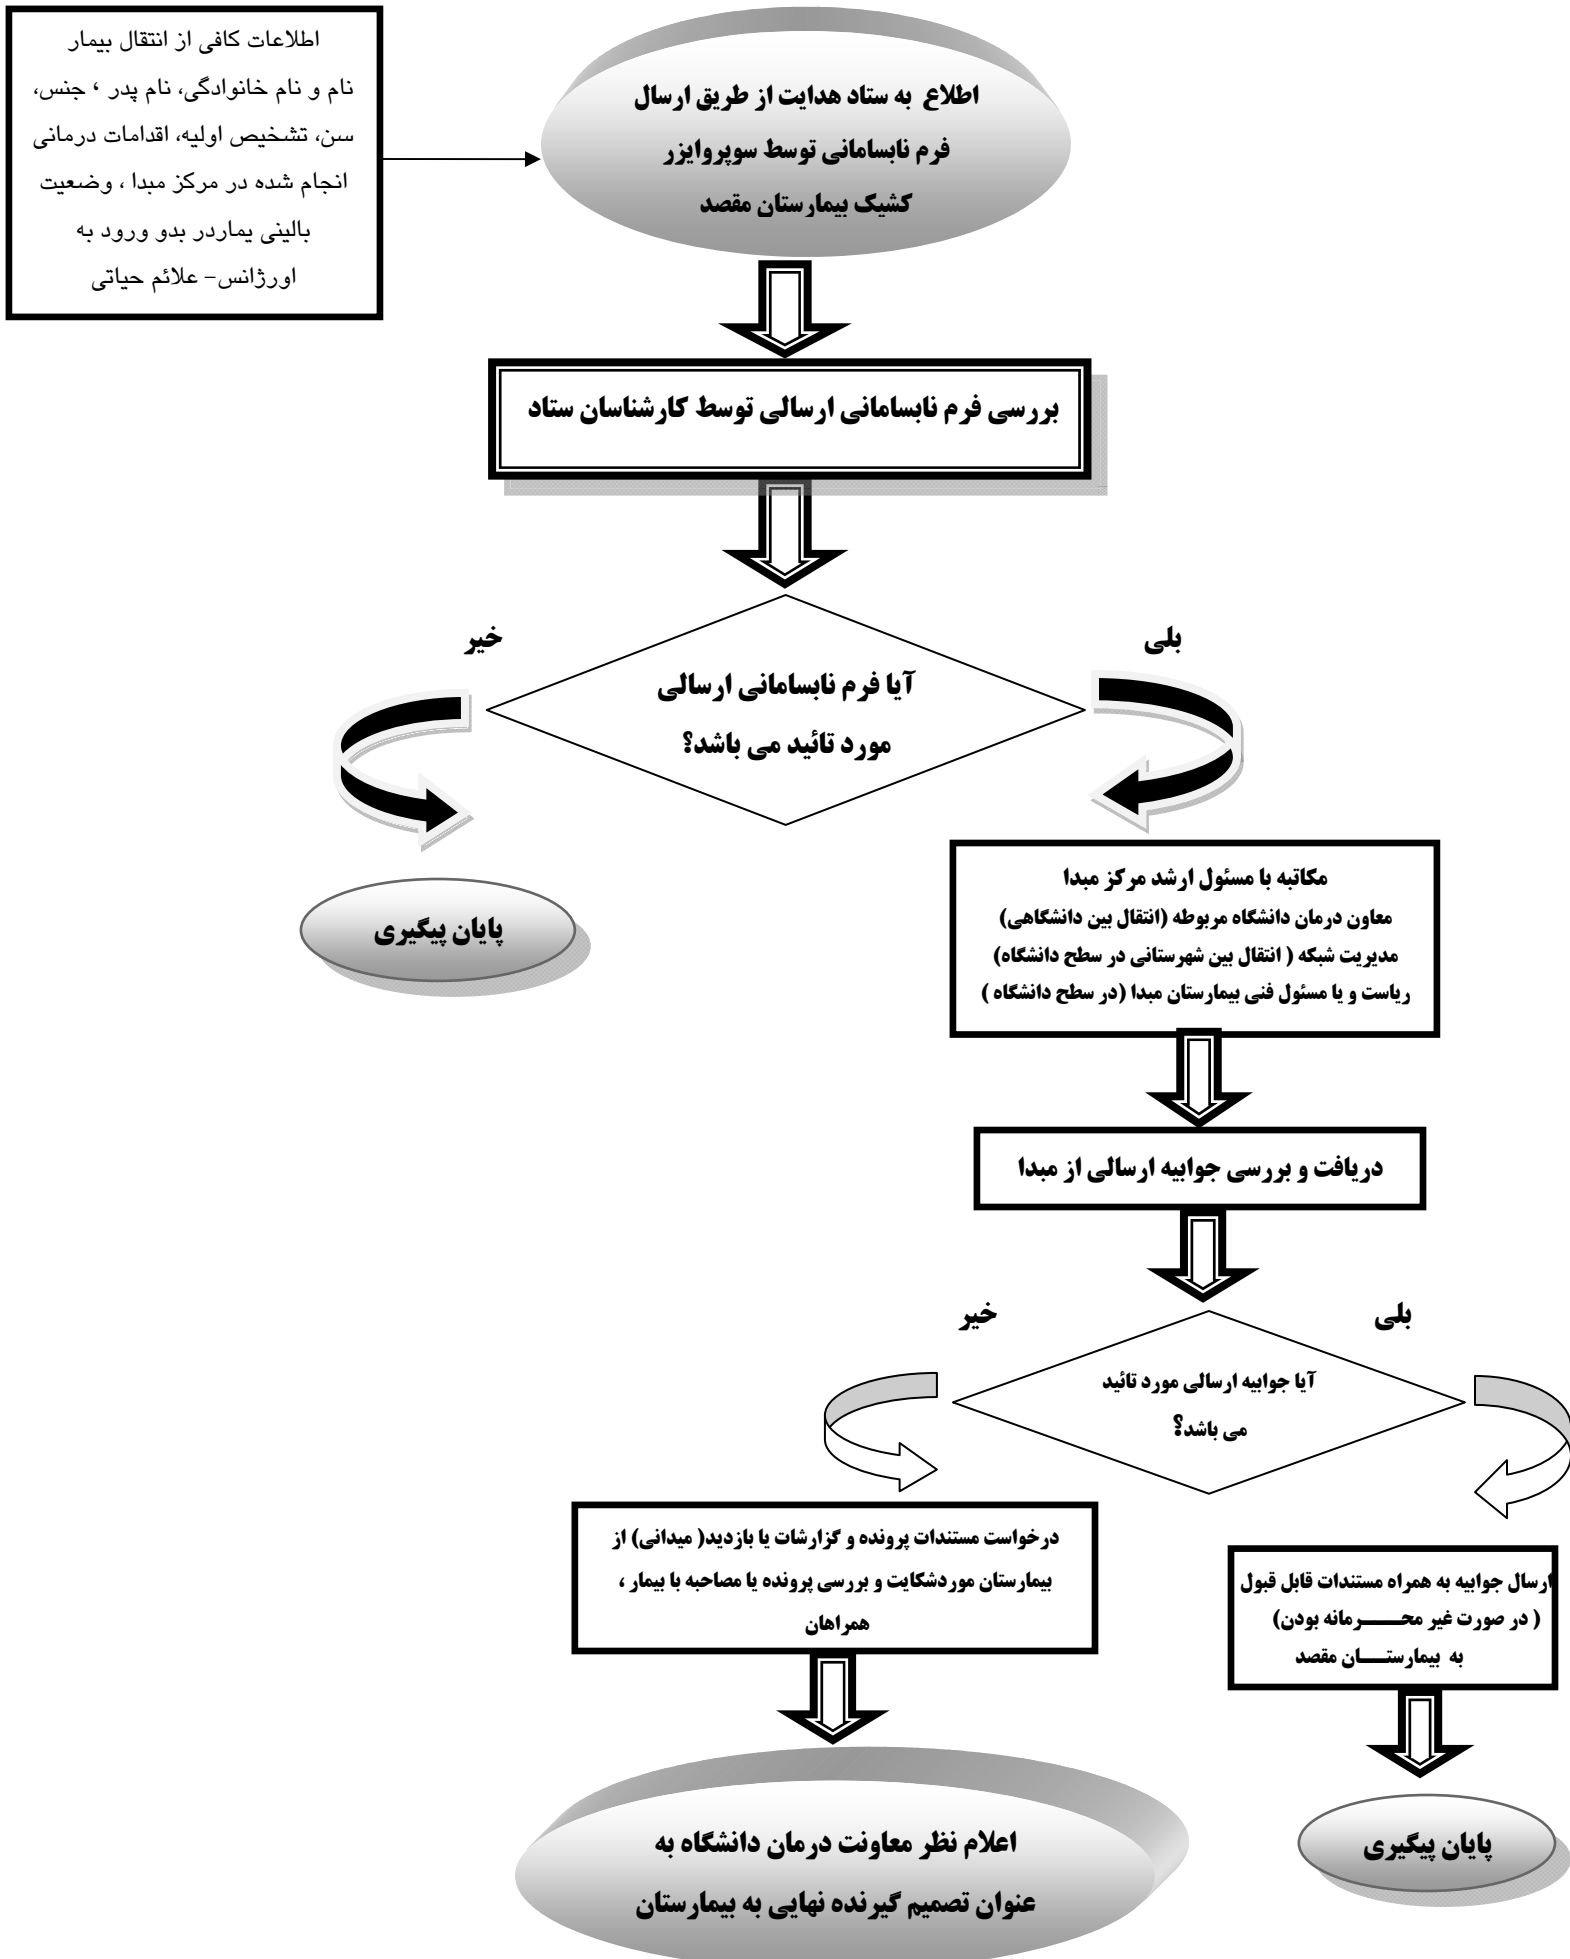 اطلاعات کافی از انتقال بیمار
نام و نام خانوادگی، نام پدر ، جنس،
سن، تشخیص اولیه، اقدامات درمانی
انجام شده در مرکز مبدا ، وضعیت
بالینی یماردر بدو ورود به
اورژانس- علائم حیاتی
اطلاع به ستاد هدایت از طریق ارسال
فرم نابسامانی توسط سوپروایزر
کشیک بیمارستان مقصد
بررسی فرم نابسامانی ارسالی توسط کارشناسان ستاد
بلی
خیر
آیا فرم نابسامانی ارسالی
مورد تائید می باشد؟
پایان پیگیری
مکاتبه با مسئول ارشد مرکز مبدا
معاون درمان دانشگاه مربوطه (انتقال بین دانشگاهی)
مدیریت شبکه ( انتقال بین شهرستانی در سطح دانشگاه)
ریاست و یا مسئول فنی بیمارستان مبدا (در سطح دانشگاه )
دریافت و بررسی جوابیه ارسالی از مبدا
بلی
خیر
آیا جوابیه ارسالی مورد تائید
می باشد؟
درخواست مستندات پرونده و گزارشات یا بازدید( میدانی) از
بیمارستان موردشکایت و بررسی پرونده یا مصاحبه با بیمار ،
همراهان
ارسال جوابیه به همراه مستندات قابل قبول
( در صورت غیر محـــــرمانه بودن)
به بیمارستــــان مقصد
اعلام نظر معاونت درمان دانشگاه به
عنوان تصمیم گیرنده نهایی به بیمارستان
پایان پیگیری